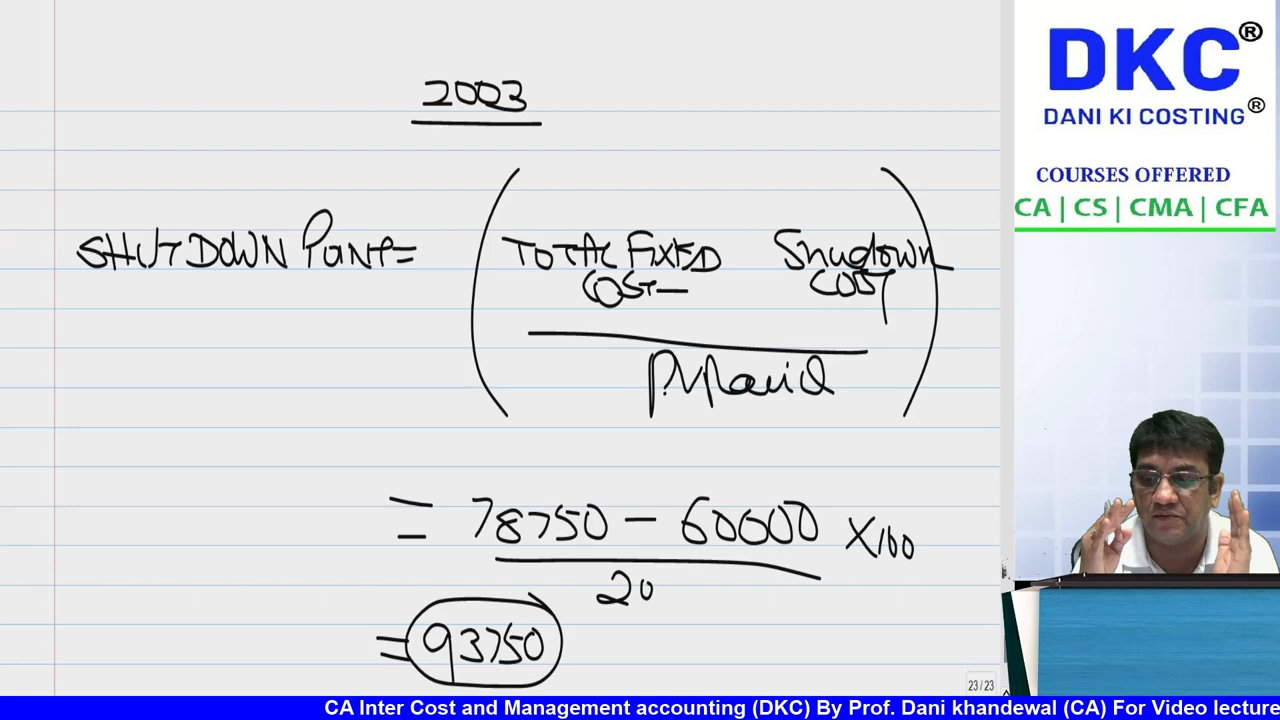 2003
SHUTDOWN POINT =
TOTAL FIXED COST — Shutdown COST
P.V Ratio
= 78750 – 60000 X100
20
= 93750
23 / 23
DKC®
DANI KI COSTING®
COURSES OFFERED
CA | CS | CMA | CFA
CA Inter Cost and Management accounting (DKC) By Prof. Dani khandewal (CA) For Video lecture